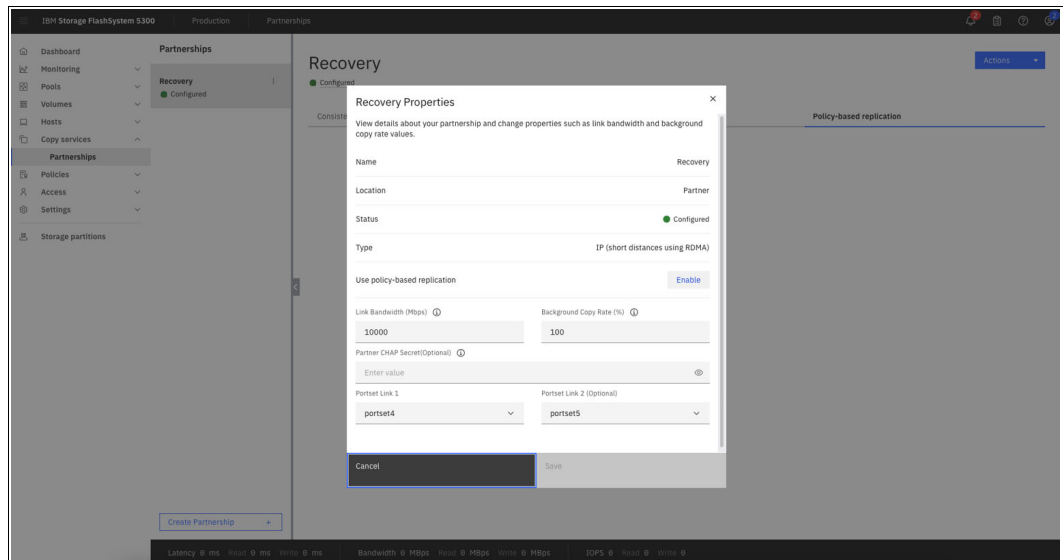 IBM Storage FlashSystem 5300
Production
Partnerships
2
2
Dashboard
Monitoring
Pools
Volumes
Hosts
Copy services
Partnerships
Policies
Access
Settings
Storage partitions
Partnerships
Recovery
Configured
Create Partnership +
Recovery
Configured
Actions
Consiste
Policy-based replication
Recovery Properties
View details about your partnership and change properties such as link bandwidth and background
copy rate values.
Name Recovery
Location Partner
Status Configured
Type IP (short distances using RDMA)
Use policy-based replication Enable
Link Bandwidth (Mbps) Background Copy Rate (%)
10000 100
Partner CHAP Secret(Optional)
Enter value
Portset Link 1 Portset Link 2 (Optional)
portset4 portset5
Cancel Save
Latency 0 ms Read 0 ms Write 0 ms Bandwidth 0 MBps Read 0 MBps Write 0 MBps IOPS 0 Read 0 Write 0